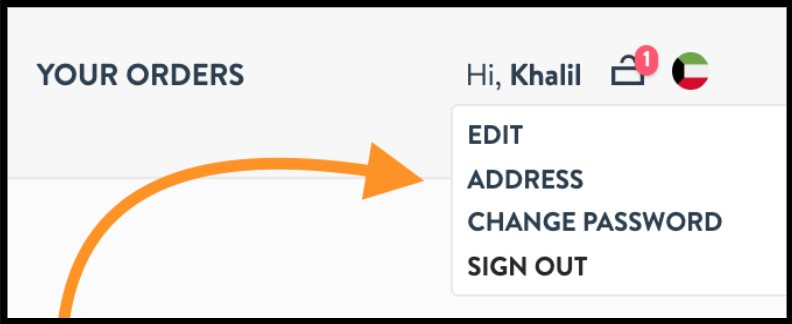 YOUR ORDERS
Hi, Khalil 1
EDIT
ADDRESS
CHANGE PASSWORD
SIGN OUT